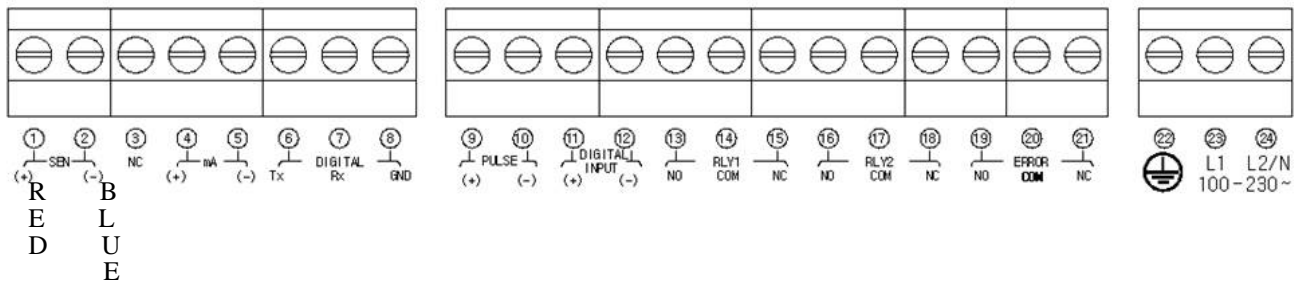 ① ② ③ ④ ⑤ ⑥ ⑦ ⑧ ⑨ ⑩ ⑪ ⑫ ⑬ ⑭ ⑮ ⑯ ⑰ ⑱ ⑲ ⑳ ㉑ ㉒ ㉓ ㉔
SEN NC mA DIGITAL PULSE DIGITAL INPUT RLY1 RLY2 ERROR L1 L2/N
(+) (-) (+) (-) Tx Rx GND (+) (-) (+) (-) NO COM NC NO COM NC NO COM NC 100-230~
RED BLUE